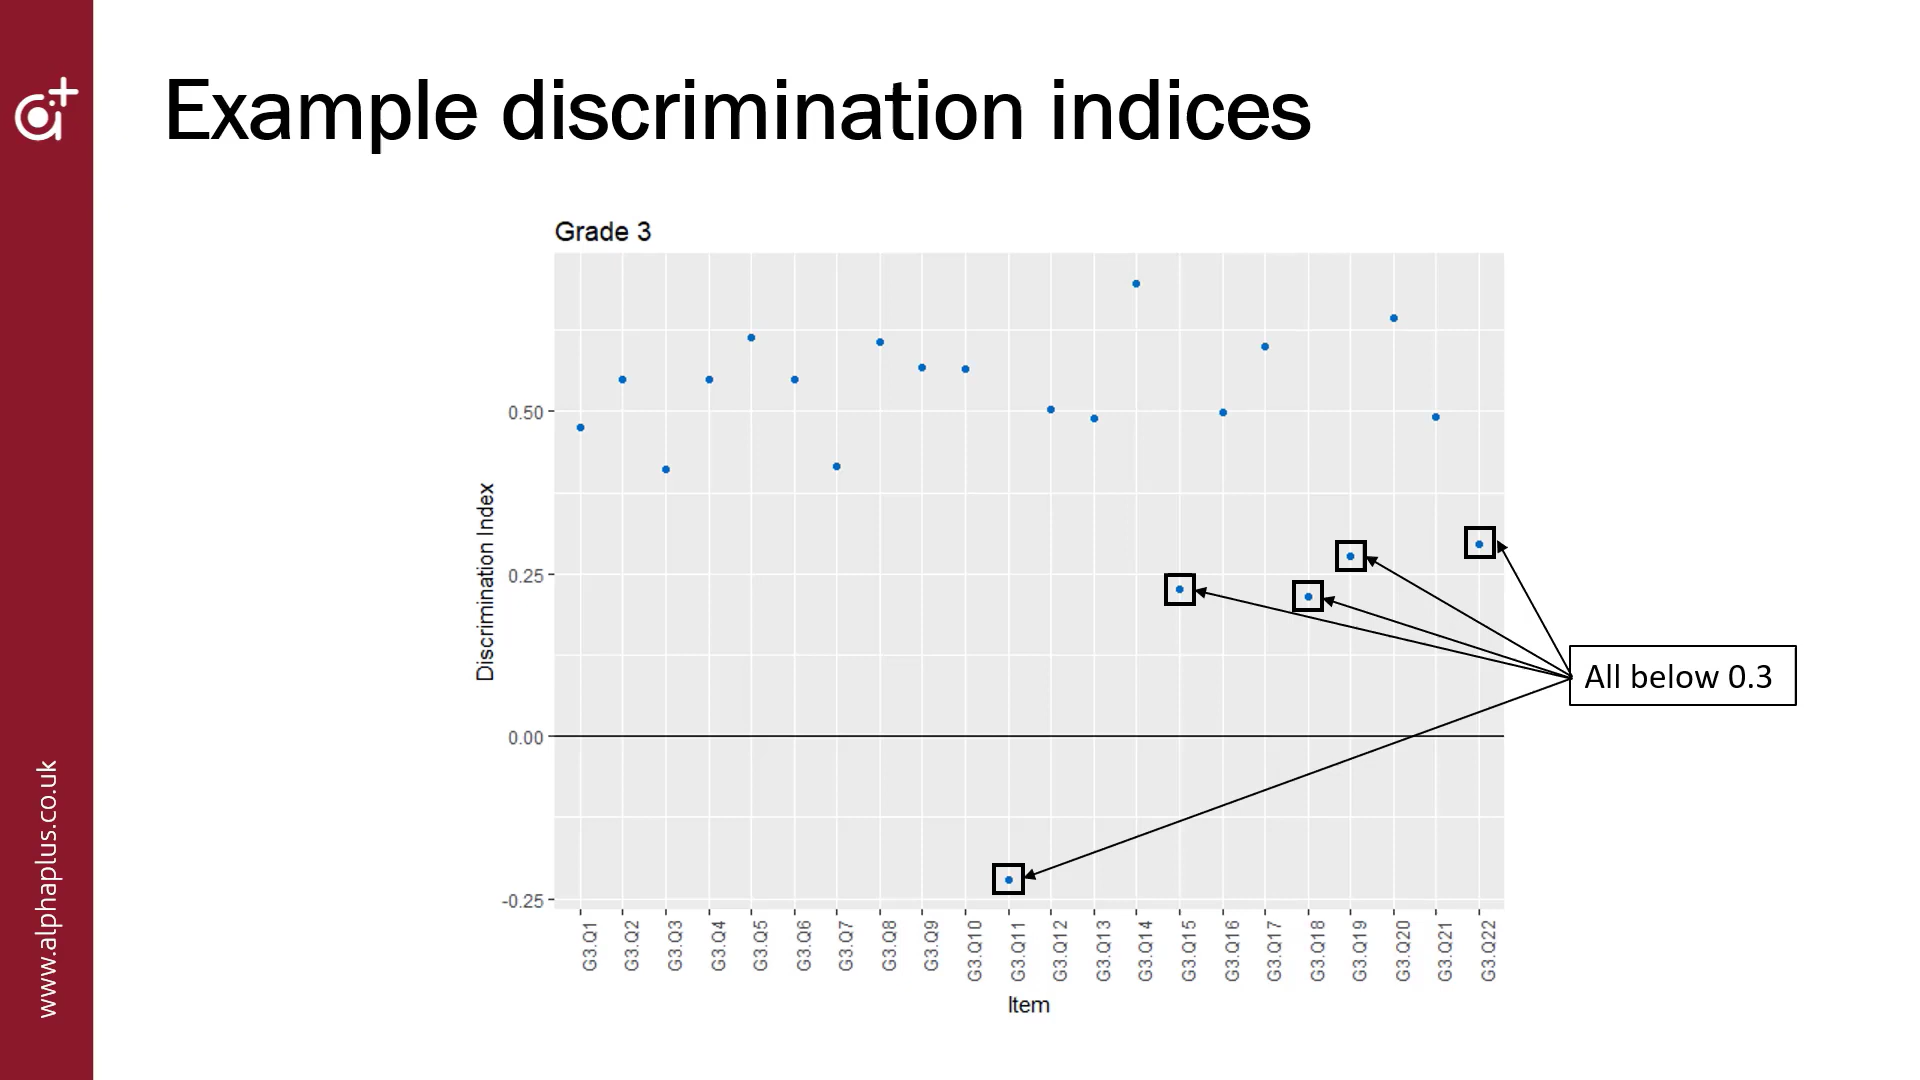 Example discrimination indices
Grade 3
Discrimination Index
0.50
0.25
0.00
-0.25
All below 0.3
G3.Q1
G3.Q2
G3.Q3
G3.Q4
G3.Q5
G3.Q6
G3.Q7
G3.Q8
G3.Q9
G3.Q10
G3.Q11
G3.Q12
G3.Q13
G3.Q14
G3.Q15
G3.Q16
G3.Q17
G3.Q18
G3.Q19
G3.Q20
G3.Q21
G3.Q22
Item
www.alphaplus.co.uk
a+